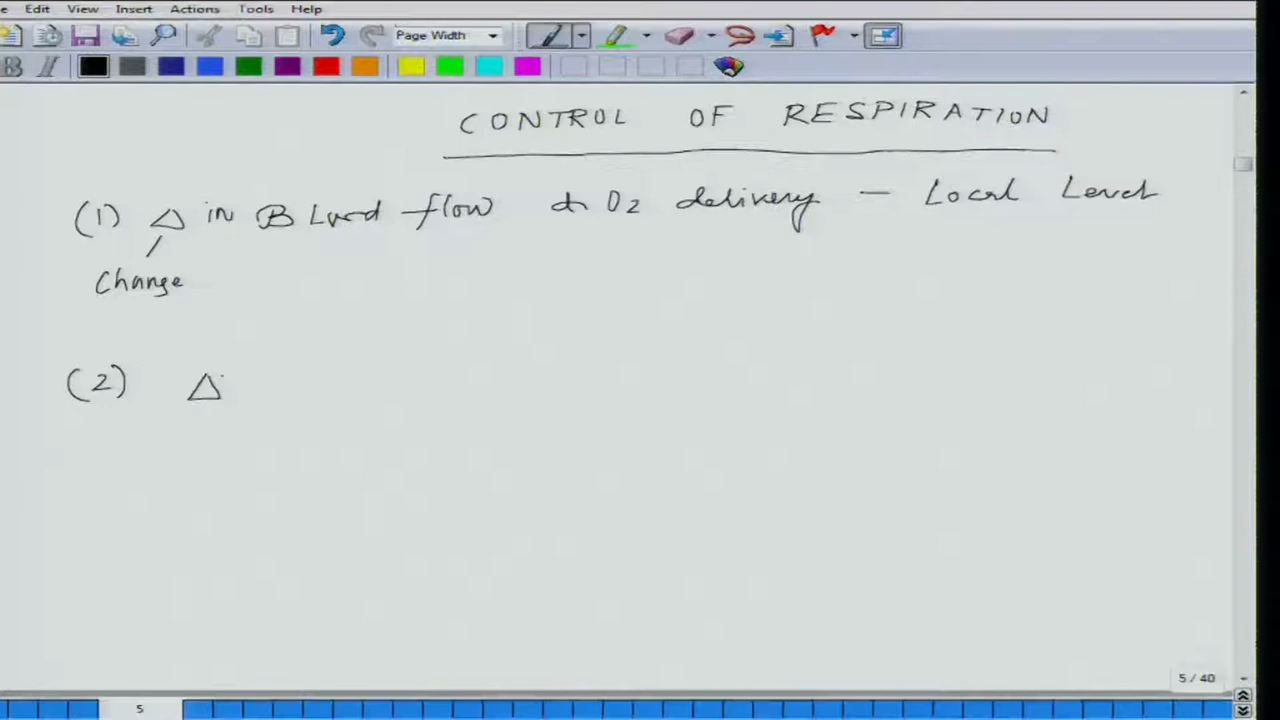 Edit View Insert Actions Tools Help
Page Width
CONTROL OF RESPIRATION
(1) Δ in Blood flow & O2 delivery — Local Level
Change
(2) Δ
5 / 40
5